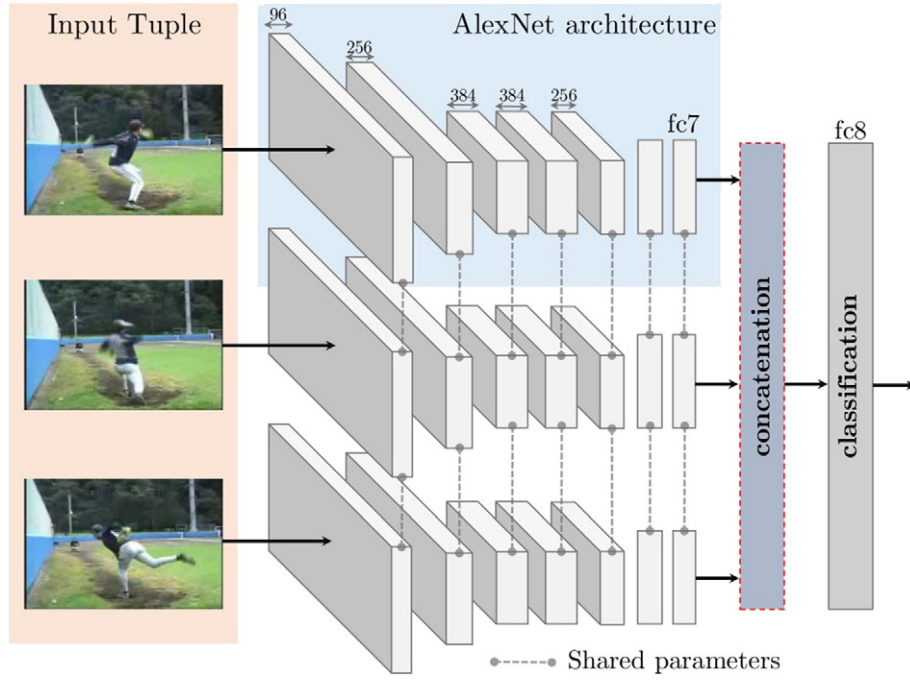 Input Tuple
AlexNet architecture
96
256
384
384
256
fc7
fc8
concatenation
classification
Shared parameters